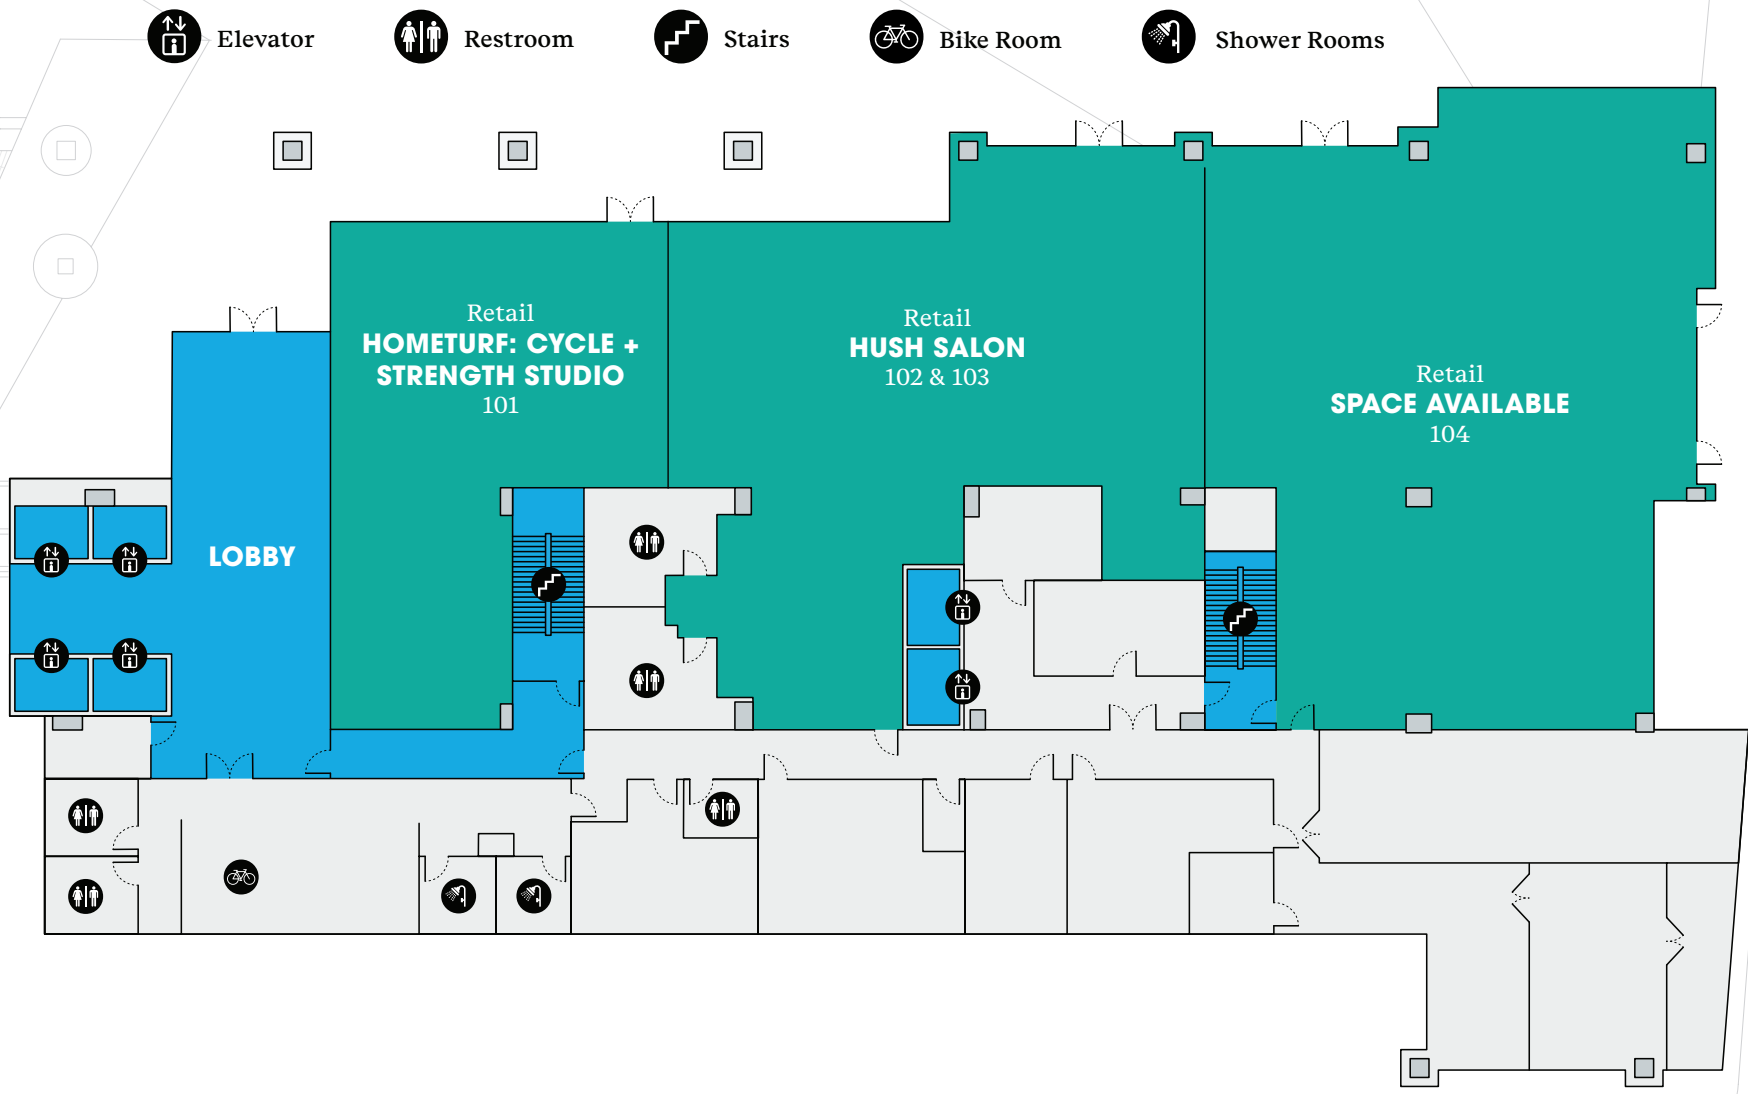 Elevator
Restroom
Stairs
Bike Room
Shower Rooms
Retail
HOMETURF: CYCLE +
STRENGTH STUDIO
101
Retail
HUSH SALON
102 & 103
Retail
SPACE AVAILABLE
104
LOBBY